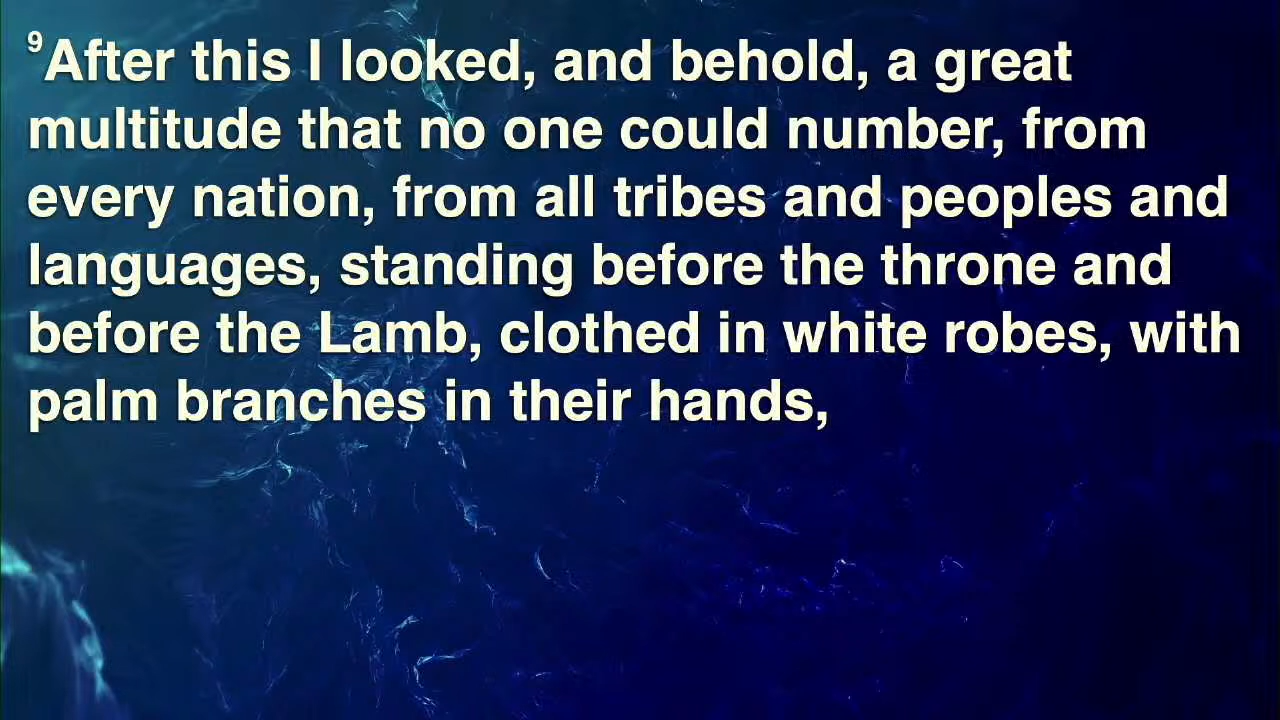 9After this I looked, and behold, a great
multitude that no one could number, from
every nation, from all tribes and peoples and
languages, standing before the throne and
before the Lamb, clothed in white robes, with
palm branches in their hands,